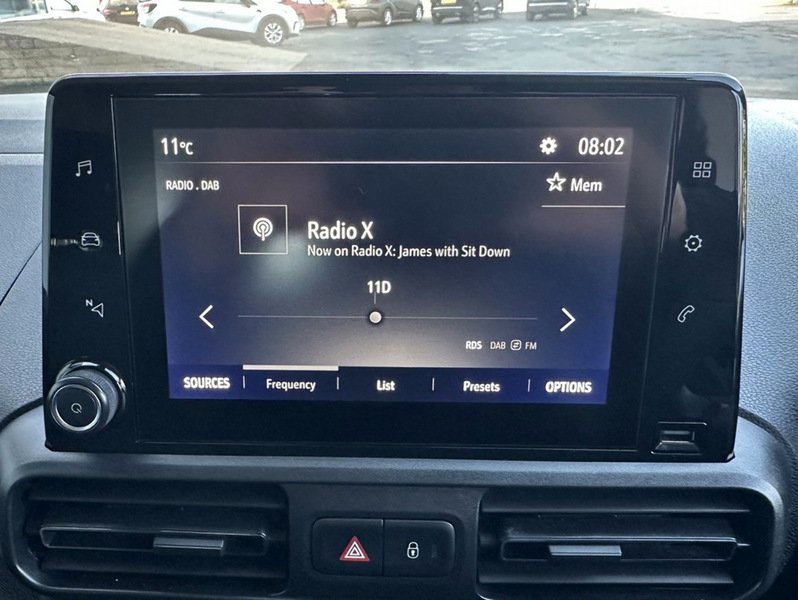 11°C 08:02
RADIO . DAB ☆ Mem
Radio X
Now on Radio X: James with Sit Down
11D
RDS DAB FM
SOURCES Frequency List Presets OPTIONS
N